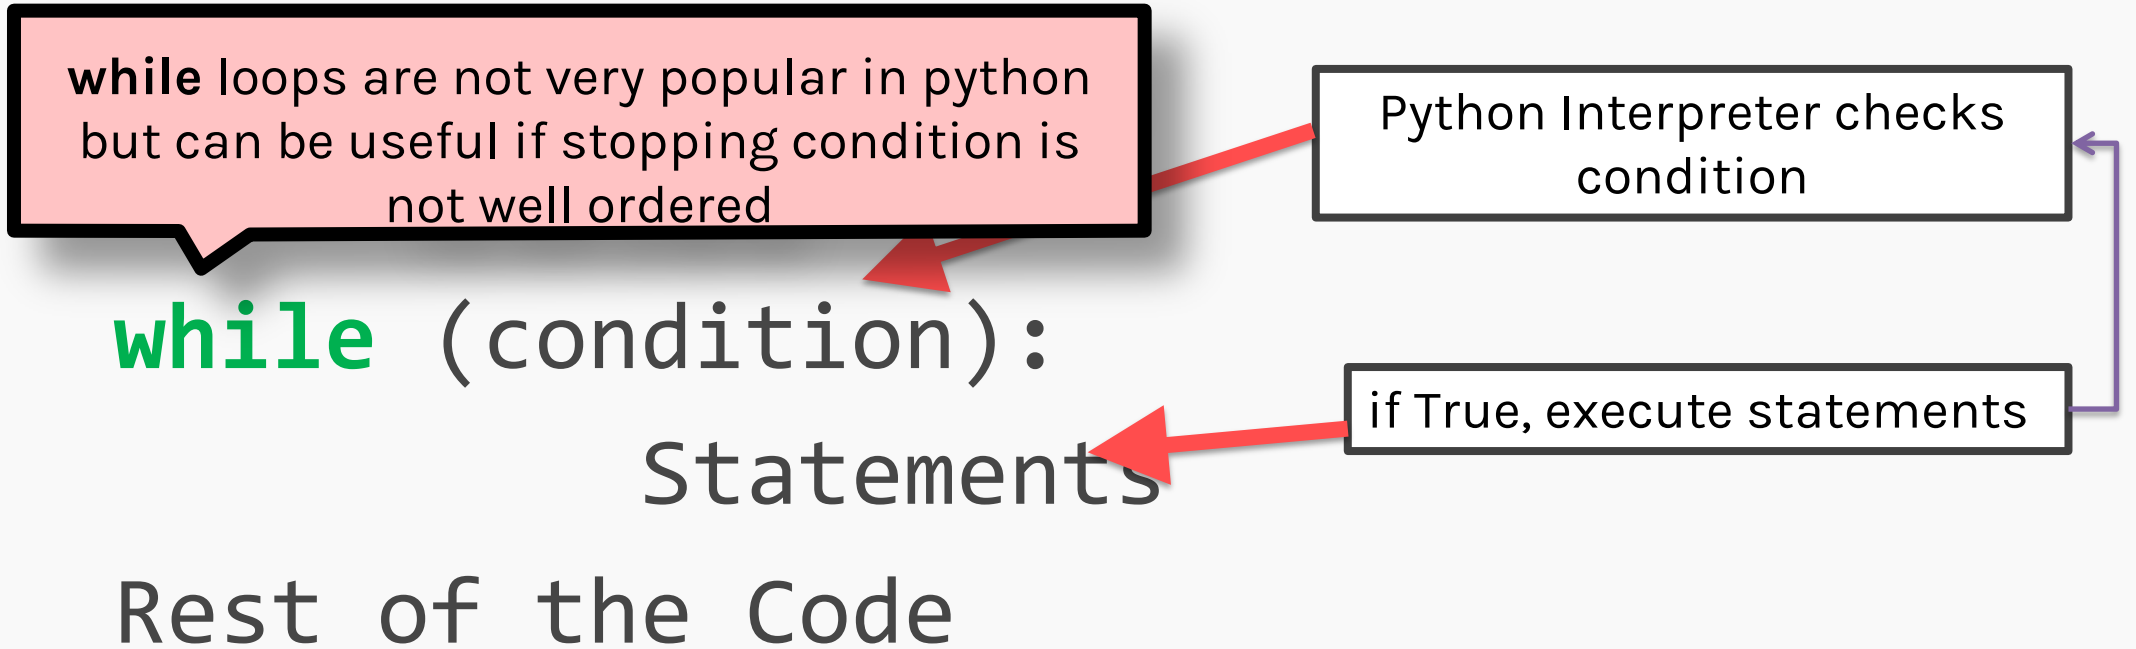 while loops are not very popular in python
but can be useful if stopping condition is
not well ordered
Python Interpreter checks
condition
while (condition):
if True, execute statements
Statements
Rest of the Code